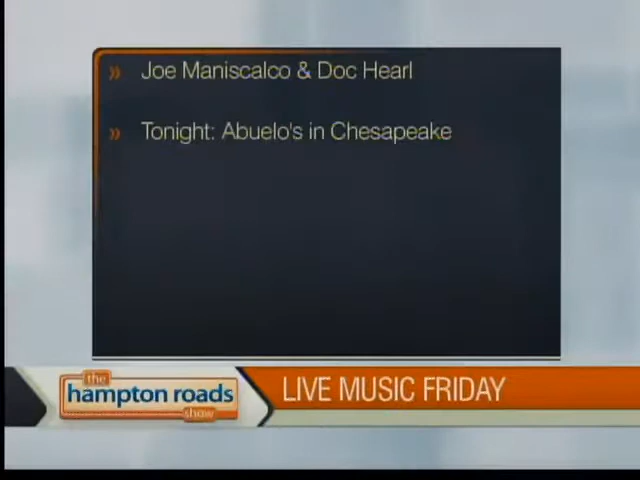 » Joe Maniscalco & Doc Hearl
» Tonight: Abuelo's in Chesapeake
the
hampton roads
show
LIVE MUSIC FRIDAY